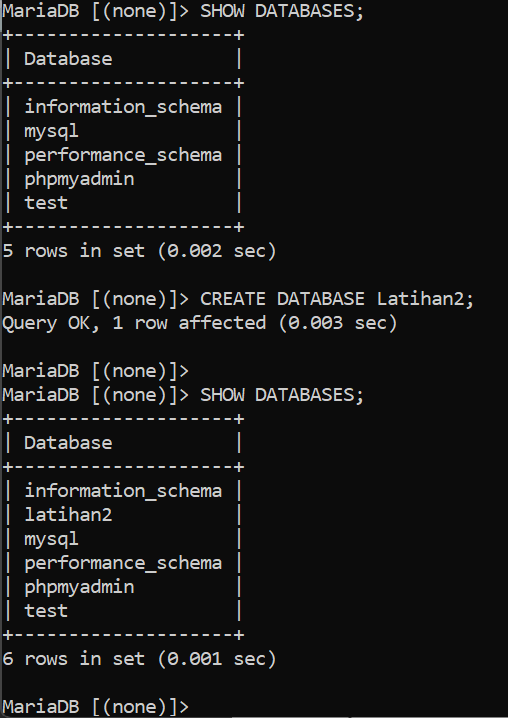 MariaDB [(none)]> SHOW DATABASES;
+--------------------+
| Database           |
+--------------------+
| information_schema |
| mysql              |
| performance_schema |
| phpmyadmin         |
| test               |
+--------------------+
5 rows in set (0.002 sec)

MariaDB [(none)]> CREATE DATABASE Latihan2;
Query OK, 1 row affected (0.003 sec)

MariaDB [(none)]>
MariaDB [(none)]> SHOW DATABASES;
+--------------------+
| Database           |
+--------------------+
| information_schema |
| latihan2           |
| mysql              |
| performance_schema |
| phpmyadmin         |
| test               |
+--------------------+
6 rows in set (0.001 sec)

MariaDB [(none)]>